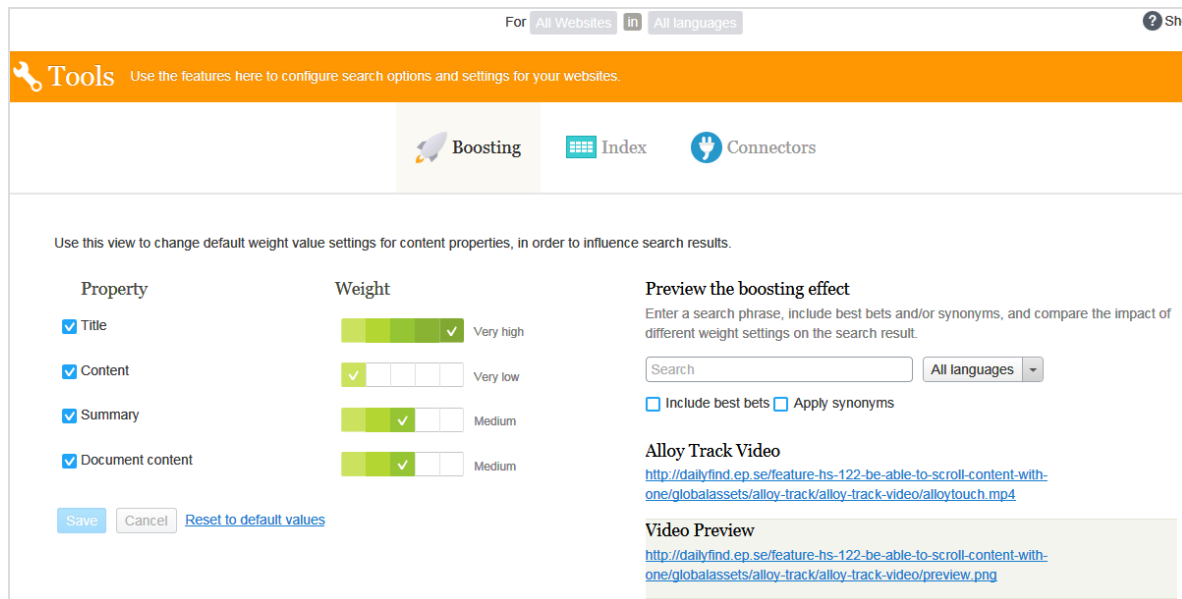 For All Websites in All languages
? Sh
Tools Use the features here to configure search options and settings for your websites.
Boosting Index Connectors
Use this view to change default weight value settings for content properties, in order to influence search results.
Property Weight
Title Very high
Content Very low
Summary Medium
Document content Medium
Save Cancel Reset to default values
Preview the boosting effect
Enter a search phrase, include best bets and/or synonyms, and compare the impact of
different weight settings on the search result.
Search All languages
Include best bets Apply synonyms
Alloy Track Video
http://dailyfind.ep.se/feature-hs-122-be-able-to-scroll-content-with-
one/globalassets/alloy-track/alloy-track-video/alloytouch.mp4
Video Preview
http://dailyfind.ep.se/feature-hs-122-be-able-to-scroll-content-with-
one/globalassets/alloy-track/alloy-track-video/preview.png